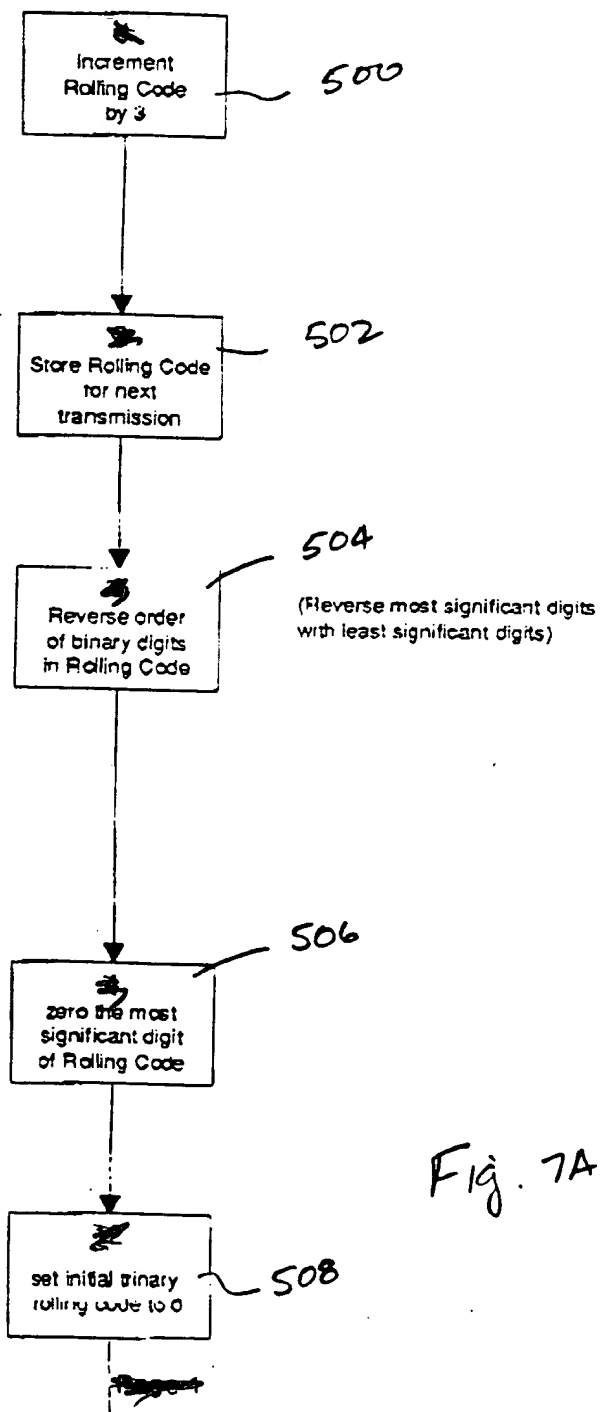 Increment
Rolling Code
by 3
500
Store Rolling Code
for next
transmission
502
Reverse order
of binary digits
in Rolling Code
504
(Reverse most significant digits
with least significant digits)
zero the most
significant digit
of Rolling Code
506
set initial trinary
rolling code to 0
508
Fig. 7A